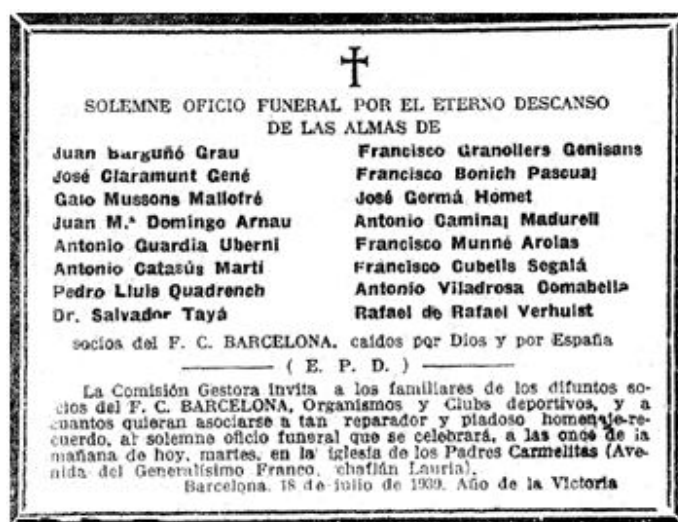 SOLEMNE OFICIO FUNERAL POR EL ETERNO DESCANSO
DE LAS ALMAS DE
Juan Barguñó Grau
José Claramunt Gené
Gaio Mussons Mallofré
Juan M.ª Domingo Arnau
Antonio Guardia Uberni
Antonio Catasús Martí
Pedro Lluis Quadrench
Dr. Salvador Tayá
Francisco Granollers Genisans
Francisco Bonich Pascual
José Germá Homet
Antonio Caminal Madurell
Francisco Munné Arolas
Francisco Cubells Segalá
Antonio Viladrosa Comabella
Rafael de Rafael Verhulst
socios del F. C. BARCELONA, caídos por Dios y por España
( E. P. D. )
La Comisión Gestora invita a los familiares de los difuntos so-
cios del F. C. BARCELONA, Organismos y Clubs deportivos, y a
cuantos quieran asociarse a tan reparador y piadoso homenaje-re-
cuerdo, al solemne oficio funeral que se celebrará, a las once de la
mañana de hoy, martes, en la iglesia de los Padres Carmelitas (Ave-
nida del Generalísimo Franco, chaflán Lauria).
Barcelona, 18 de julio de 1939. Año de la Victoria